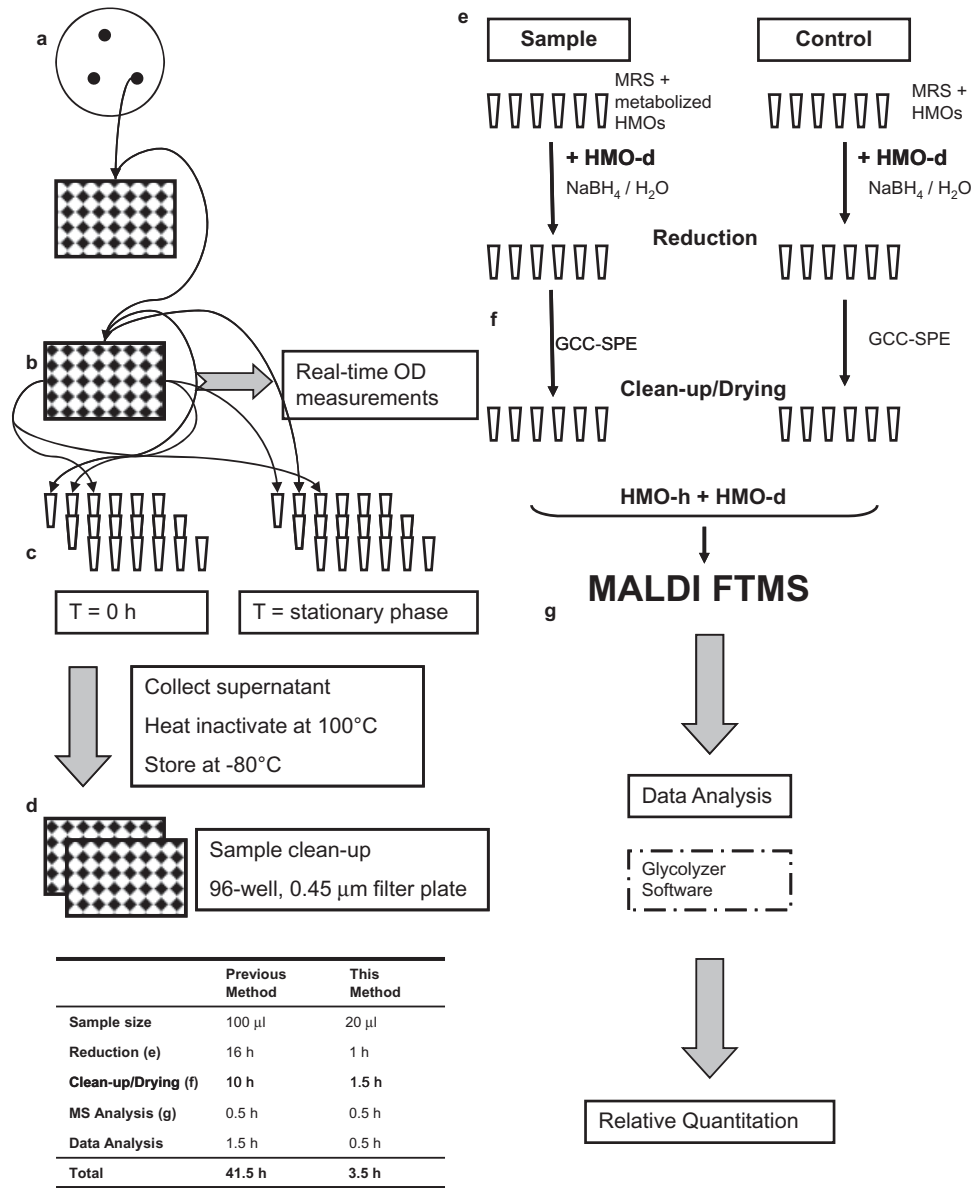 a
b
Real-time OD
measurements
c
T = 0 h
T = stationary phase
Collect supernatant
Heat inactivate at 100°C
Store at -80°C
d
Sample clean-up
96-well, 0.45 μm filter plate
Previous Method This Method
Sample size 100 μl 20 μl
Reduction (e) 16 h 1 h
Clean-up/Drying (f) 10 h 1.5 h
MS Analysis (g) 0.5 h 0.5 h
Data Analysis 1.5 h 0.5 h
Total 41.5 h 3.5 h
e
Sample Control
MRS +
metabolized
HMOs
MRS +
HMOs
+ HMO-d + HMO-d
NaBH₄ / H₂O NaBH₄ / H₂O
Reduction
f
GCC-SPE GCC-SPE
Clean-up/Drying
HMO-h + HMO-d
MALDI FTMS
g
Data Analysis
Glycolyzer
Software
Relative Quantitation